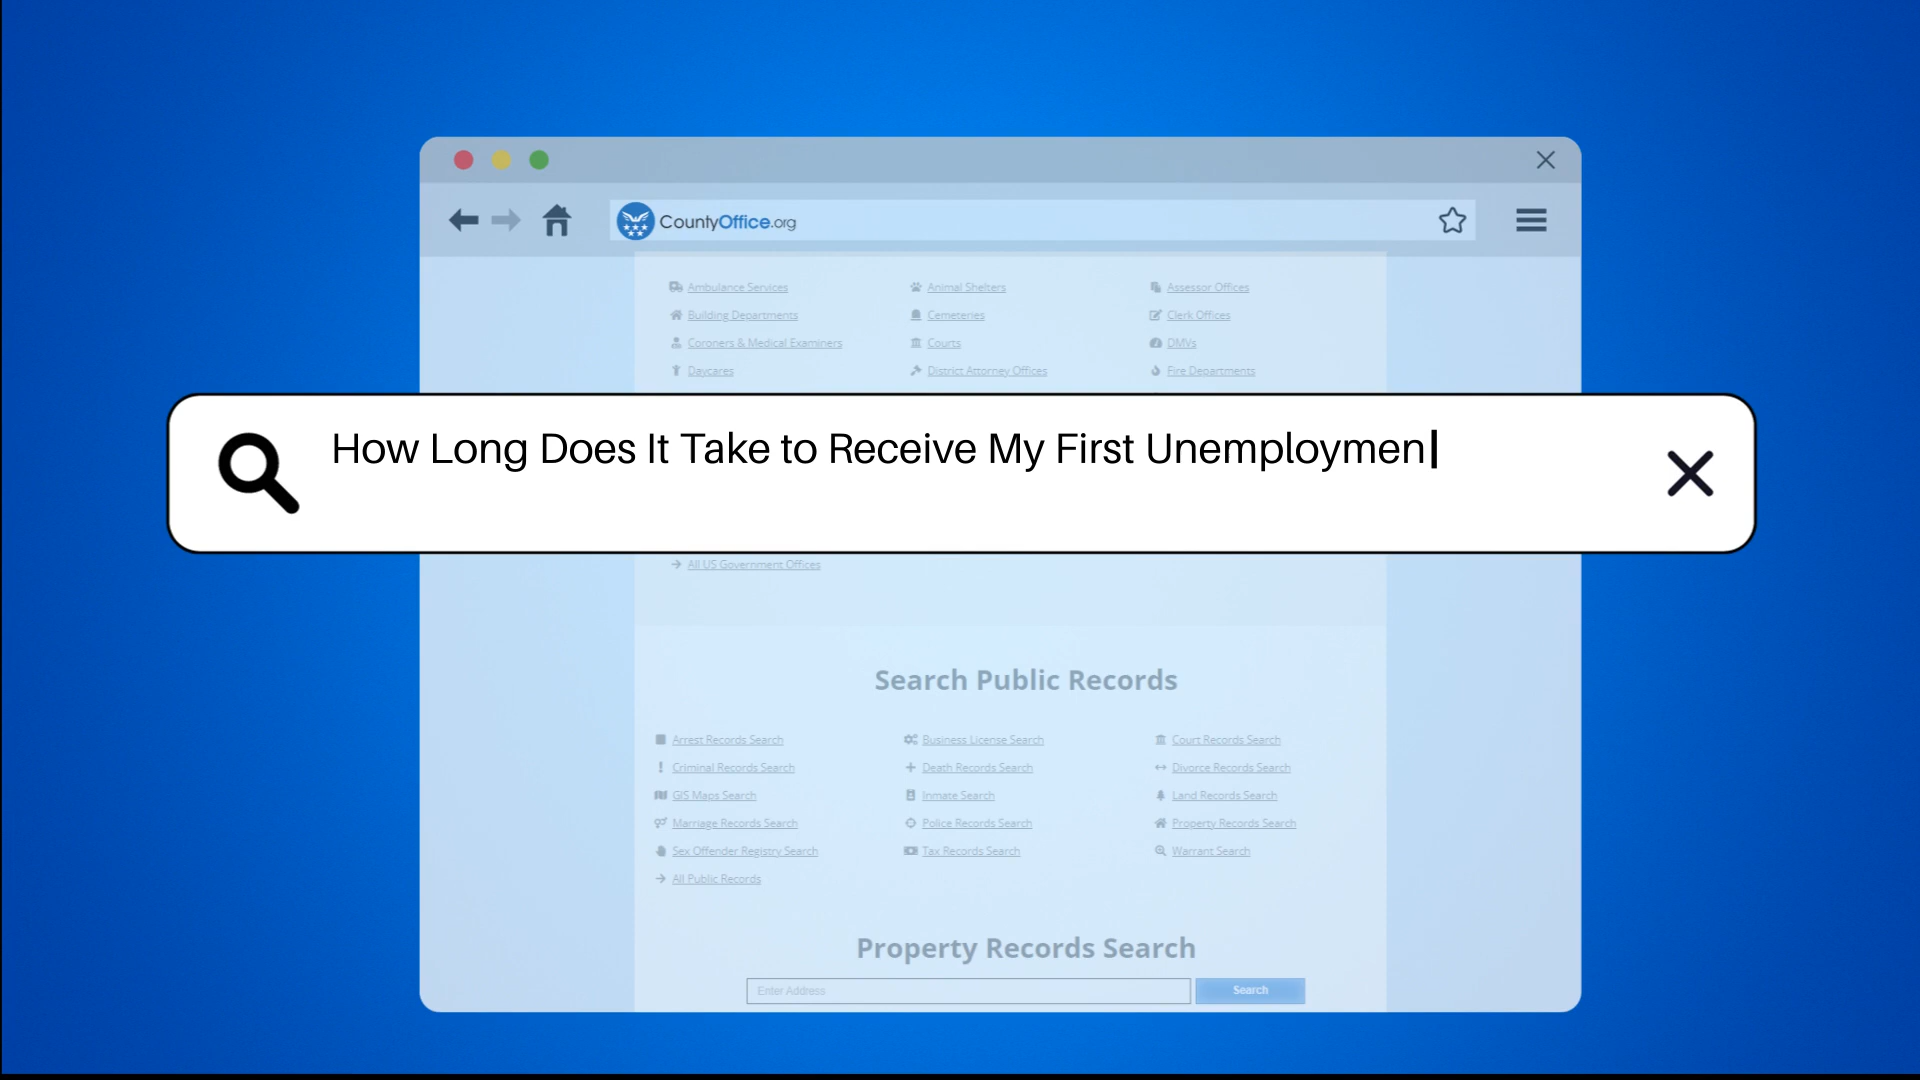 CountyOffice.org
Ambulance Services Animal Shelters Assessor Offices
Building Departments Cemeteries Clerk Offices
Coroners & Medical Examiners Courts DMVs
Daycares District Attorney Offices Fire Departments
How Long Does It Take to Receive My First Unemploymen
All US Government Offices
Search Public Records
Arrest Records Search Business License Search Court Records Search
Criminal Records Search Death Records Search Divorce Records Search
GIS Maps Search Inmate Search Land Records Search
Marriage Records Search Police Records Search Property Records Search
Sex Offender Registry Search Tax Records Search Warrant Search
All Public Records
Property Records Search
Enter Address Search